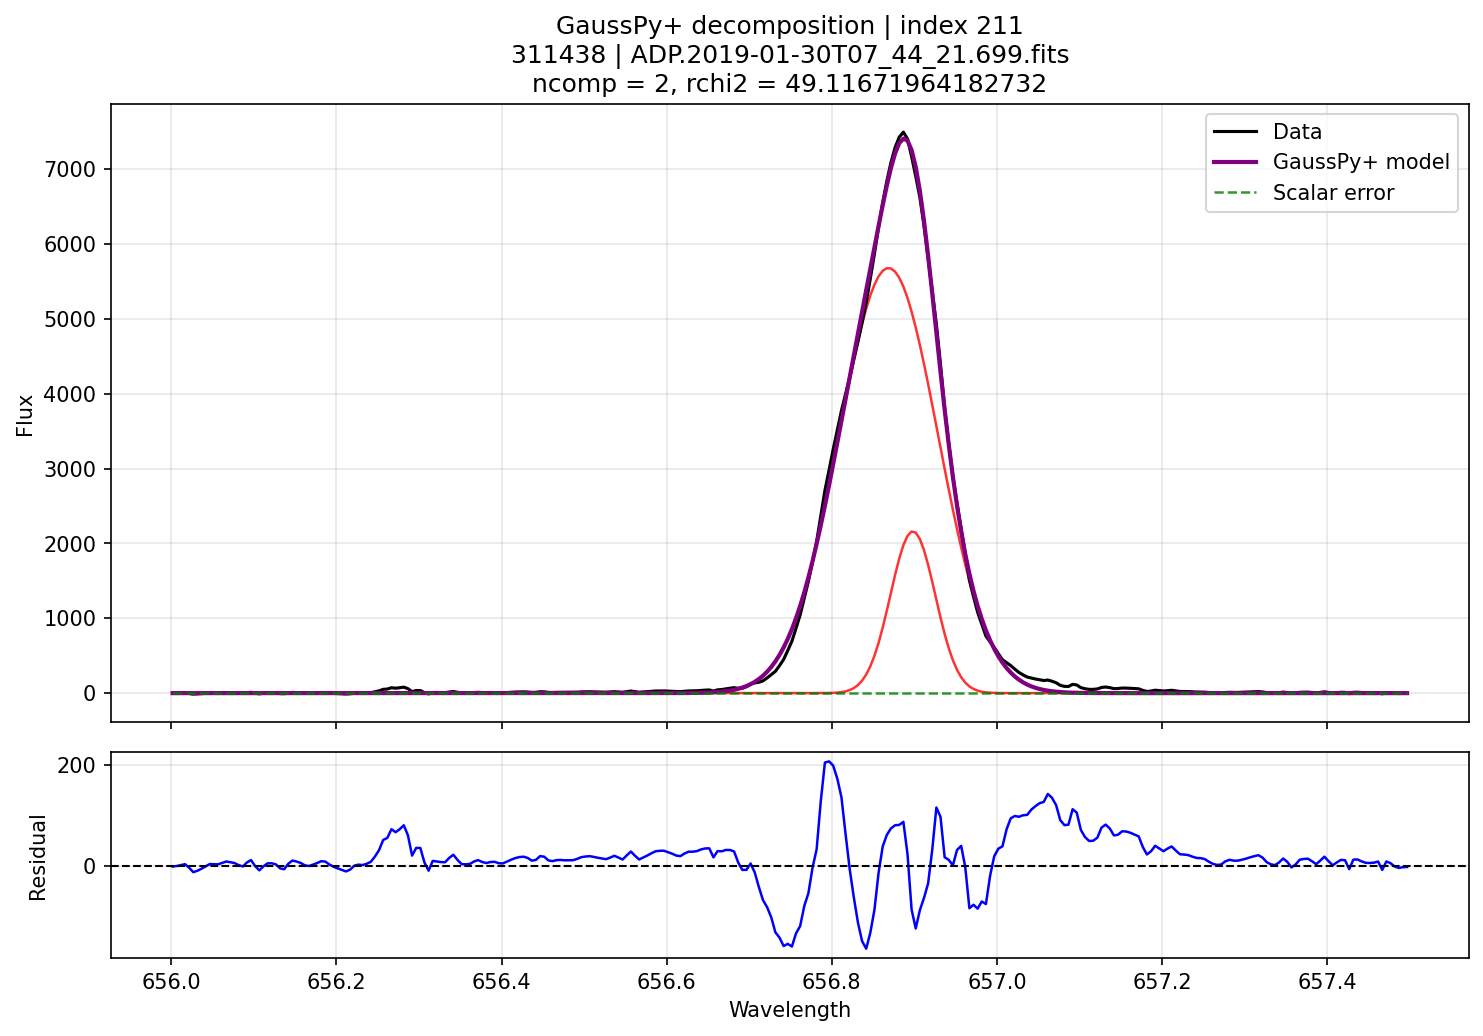 GaussPy+ decomposition | index 211
311438 | ADP.2019-01-30T07_44_21.699.fits
ncomp = 2, rchi2 = 49.11671964182732
Data
GaussPy+ model
Scalar error
Flux
7000
6000
5000
4000
3000
2000
1000
0
Residual
200
0
656.0 656.2 656.4 656.6 656.8 657.0 657.2 657.4
Wavelength